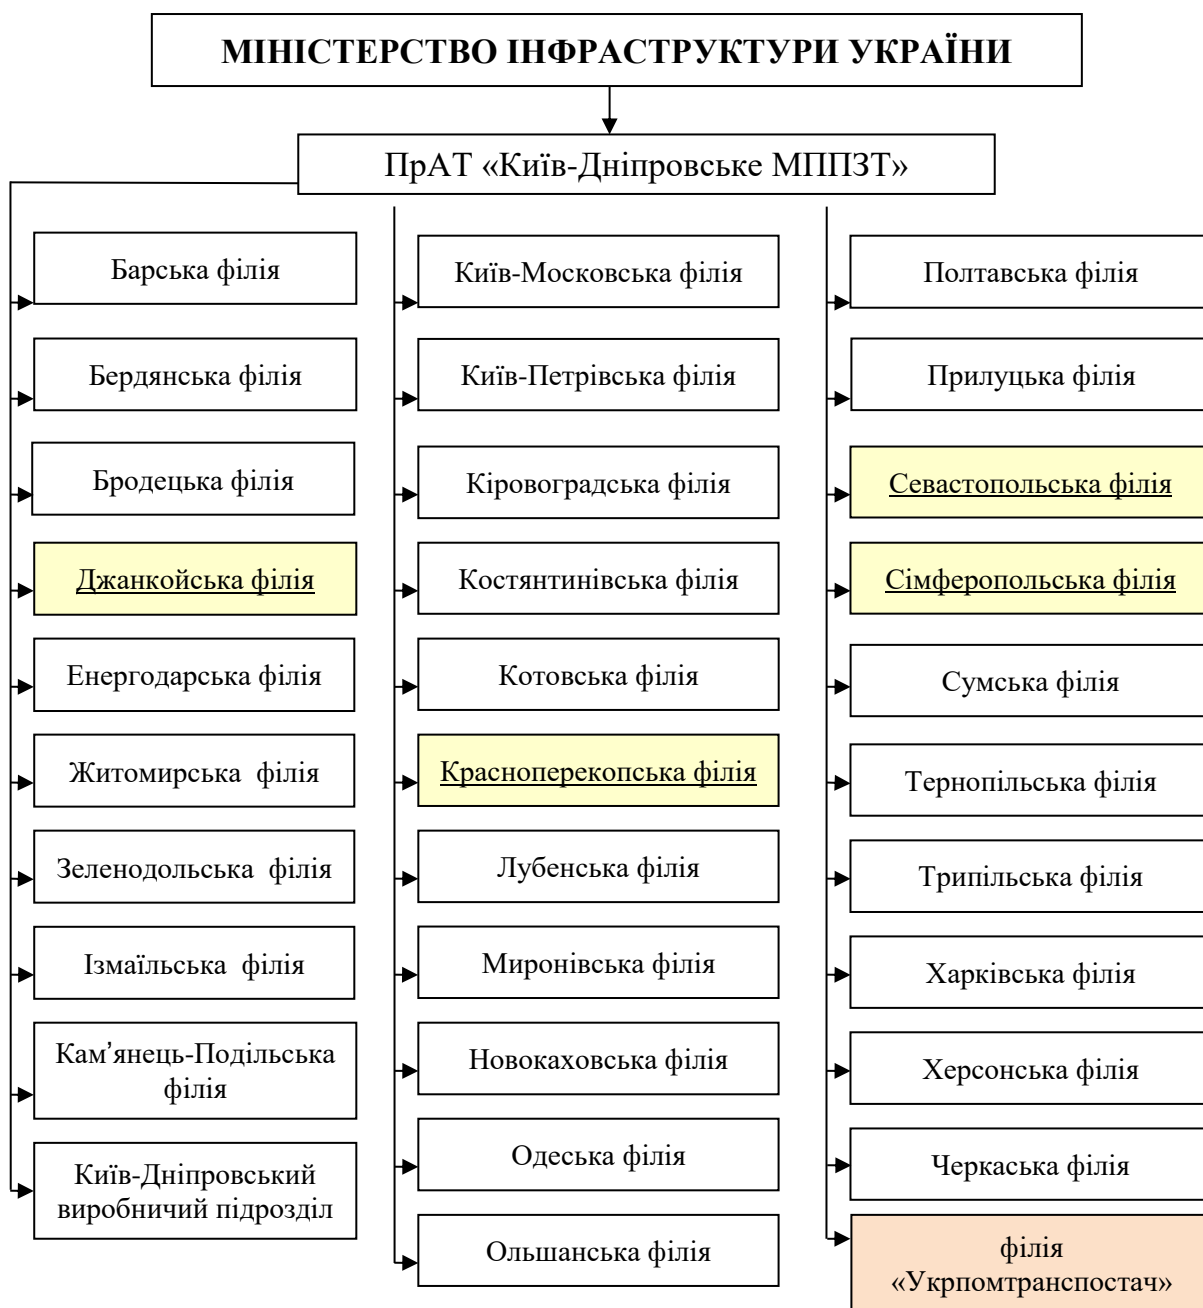 МІНІСТЕРСТВО ІНФРАСТРУКТУРИ УКРАЇНИ
ПрАТ «Київ-Дніпровське МППЗТ»
Барська філія
Бердянська філія
Бродецька філія
Джанкойська філія
Енергодарська філія
Житомирська філія
Зеленодольська філія
Ізмаїльська філія
Кам’янець-Подільська
філія
Київ-Дніпровський
виробничий підрозділ
Київ-Московська філія
Київ-Петрівська філія
Кіровоградська філія
Костянтинівська філія
Котовська філія
Красноперекопська філія
Лубенська філія
Миронівська філія
Новокаховська філія
Одеська філія
Ольшанська філія
Полтавська філія
Прилуцька філія
Севастопольська філія
Сімферопольська філія
Сумська філія
Тернопільська філія
Трипільська філія
Харківська філія
Херсонська філія
Черкаська філія
філія
«Укрпомтранспостач»